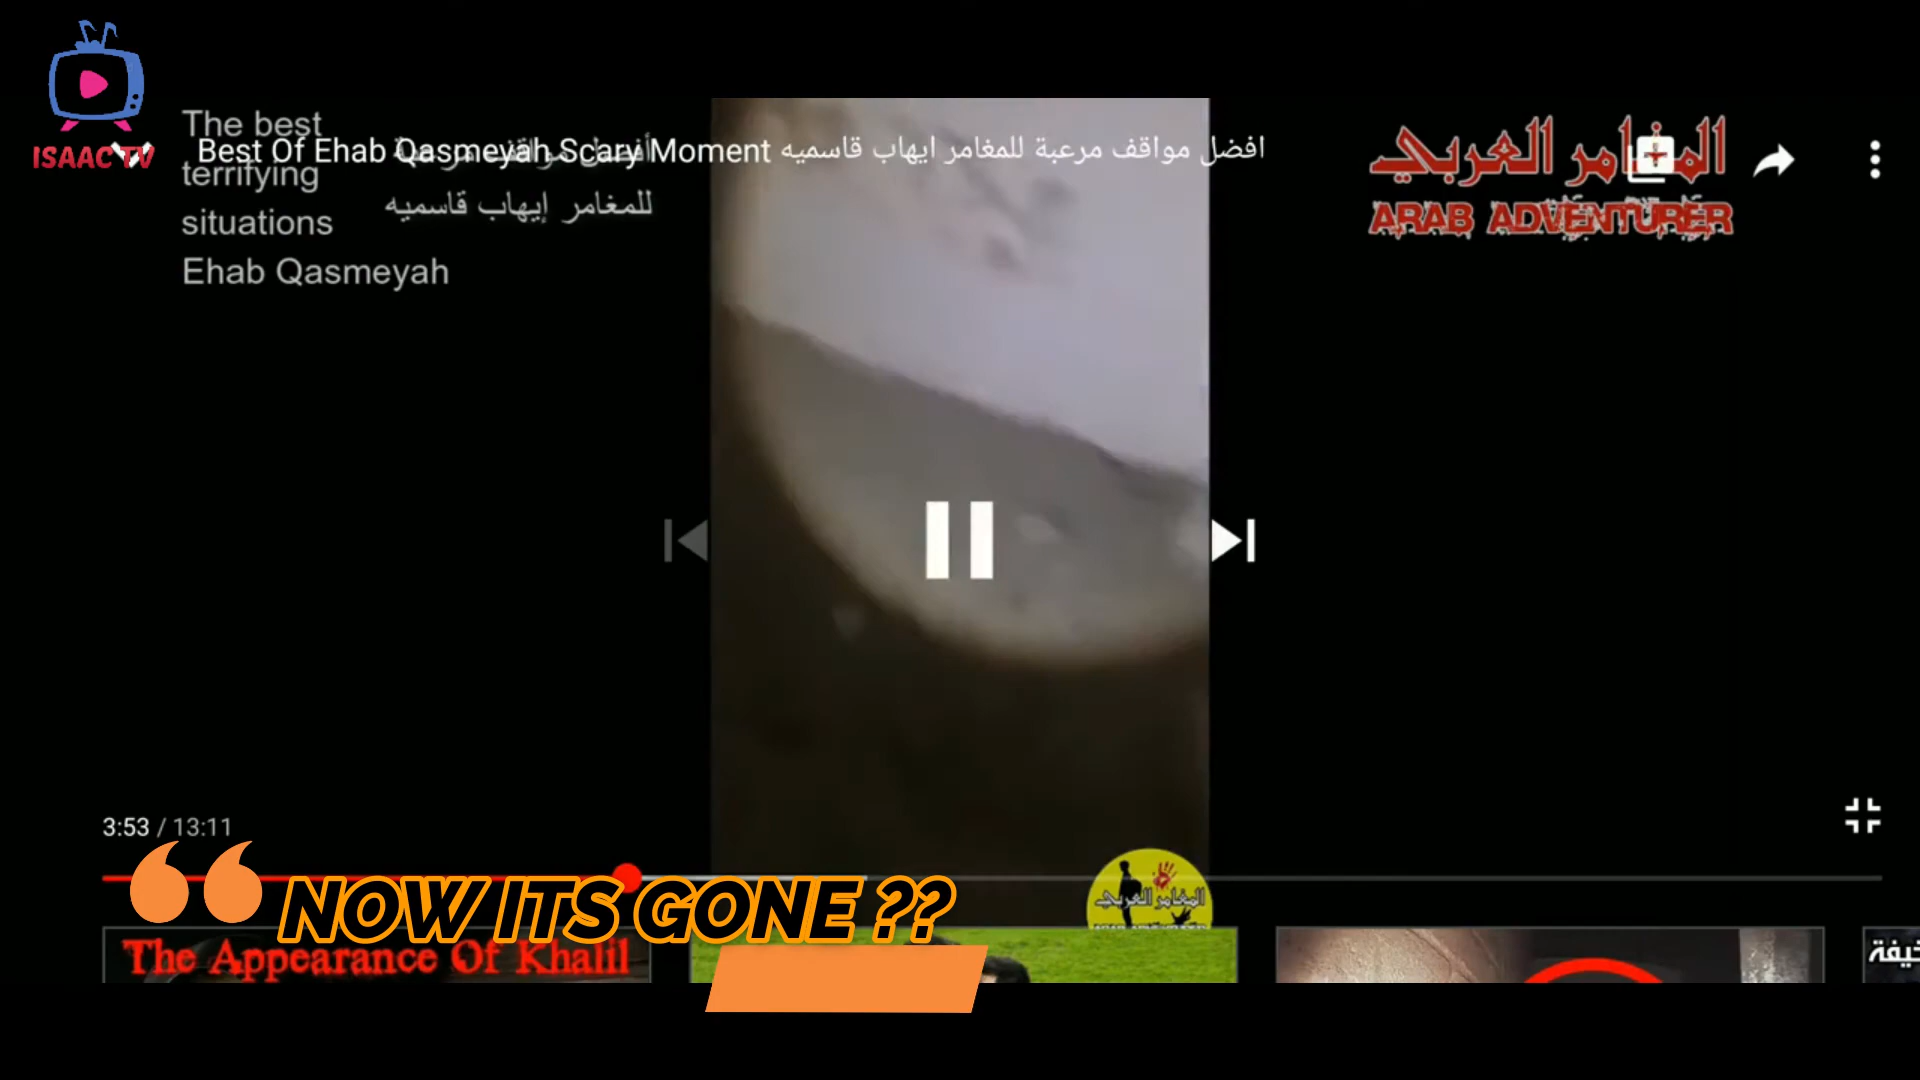 ISAAC TV
The best
terrifying
situations
Ehab Qasmeyah
Best Of Ehab Qasmeyah Scary Moment افضل مواقف مرعبة للمغامر ايهاب قاسميه
للمغامر إيهاب قاسميه
المغامر العربي
ARAB ADVENTURER
3:53 / 13:11
NOW ITS GONE ??
المغامر العربي
The Appearance Of Khalil